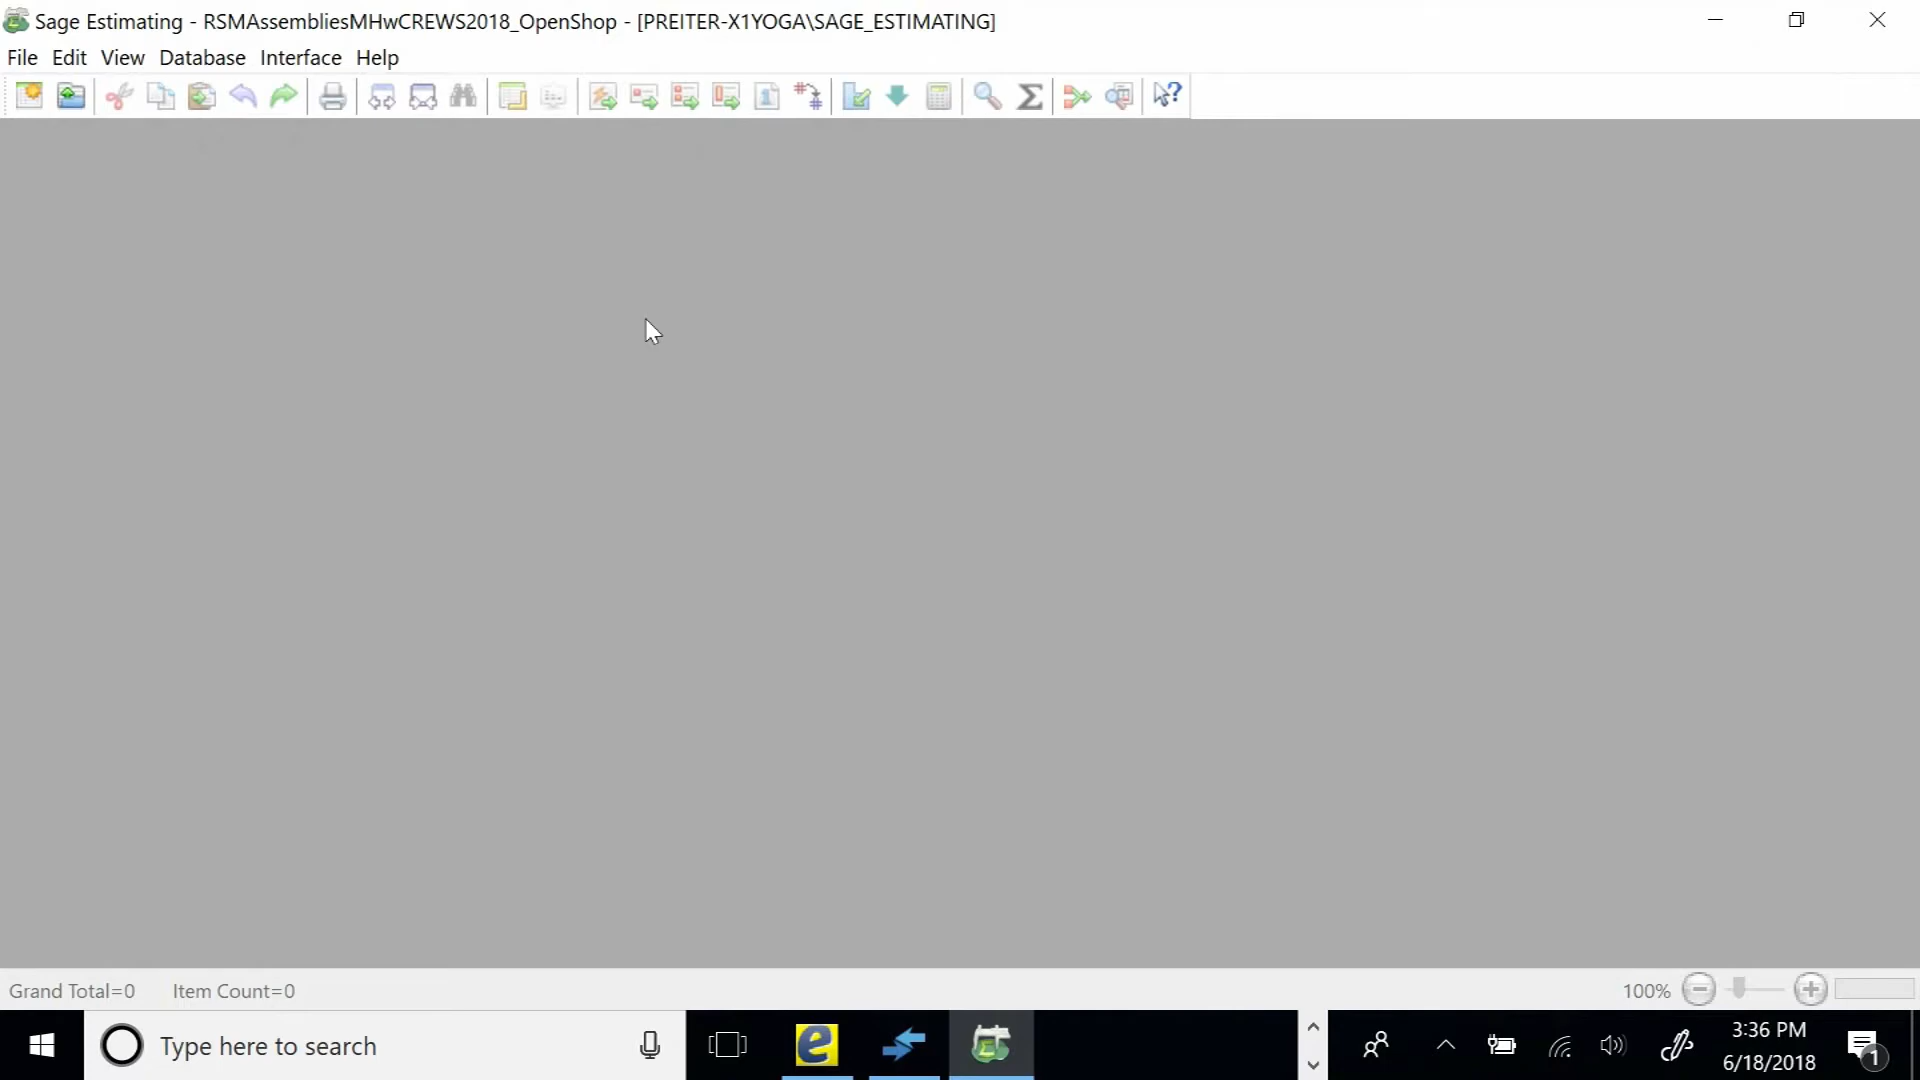 Sage Estimating - RSMAssembliesMHwCREWS2018_OpenShop - [PREITER-X1YOGA\SAGE_ESTIMATING]
File Edit View Database Interface Help
Grand Total=0 Item Count=0 100%
Type here to search
3:36 PM
6/18/2018
1